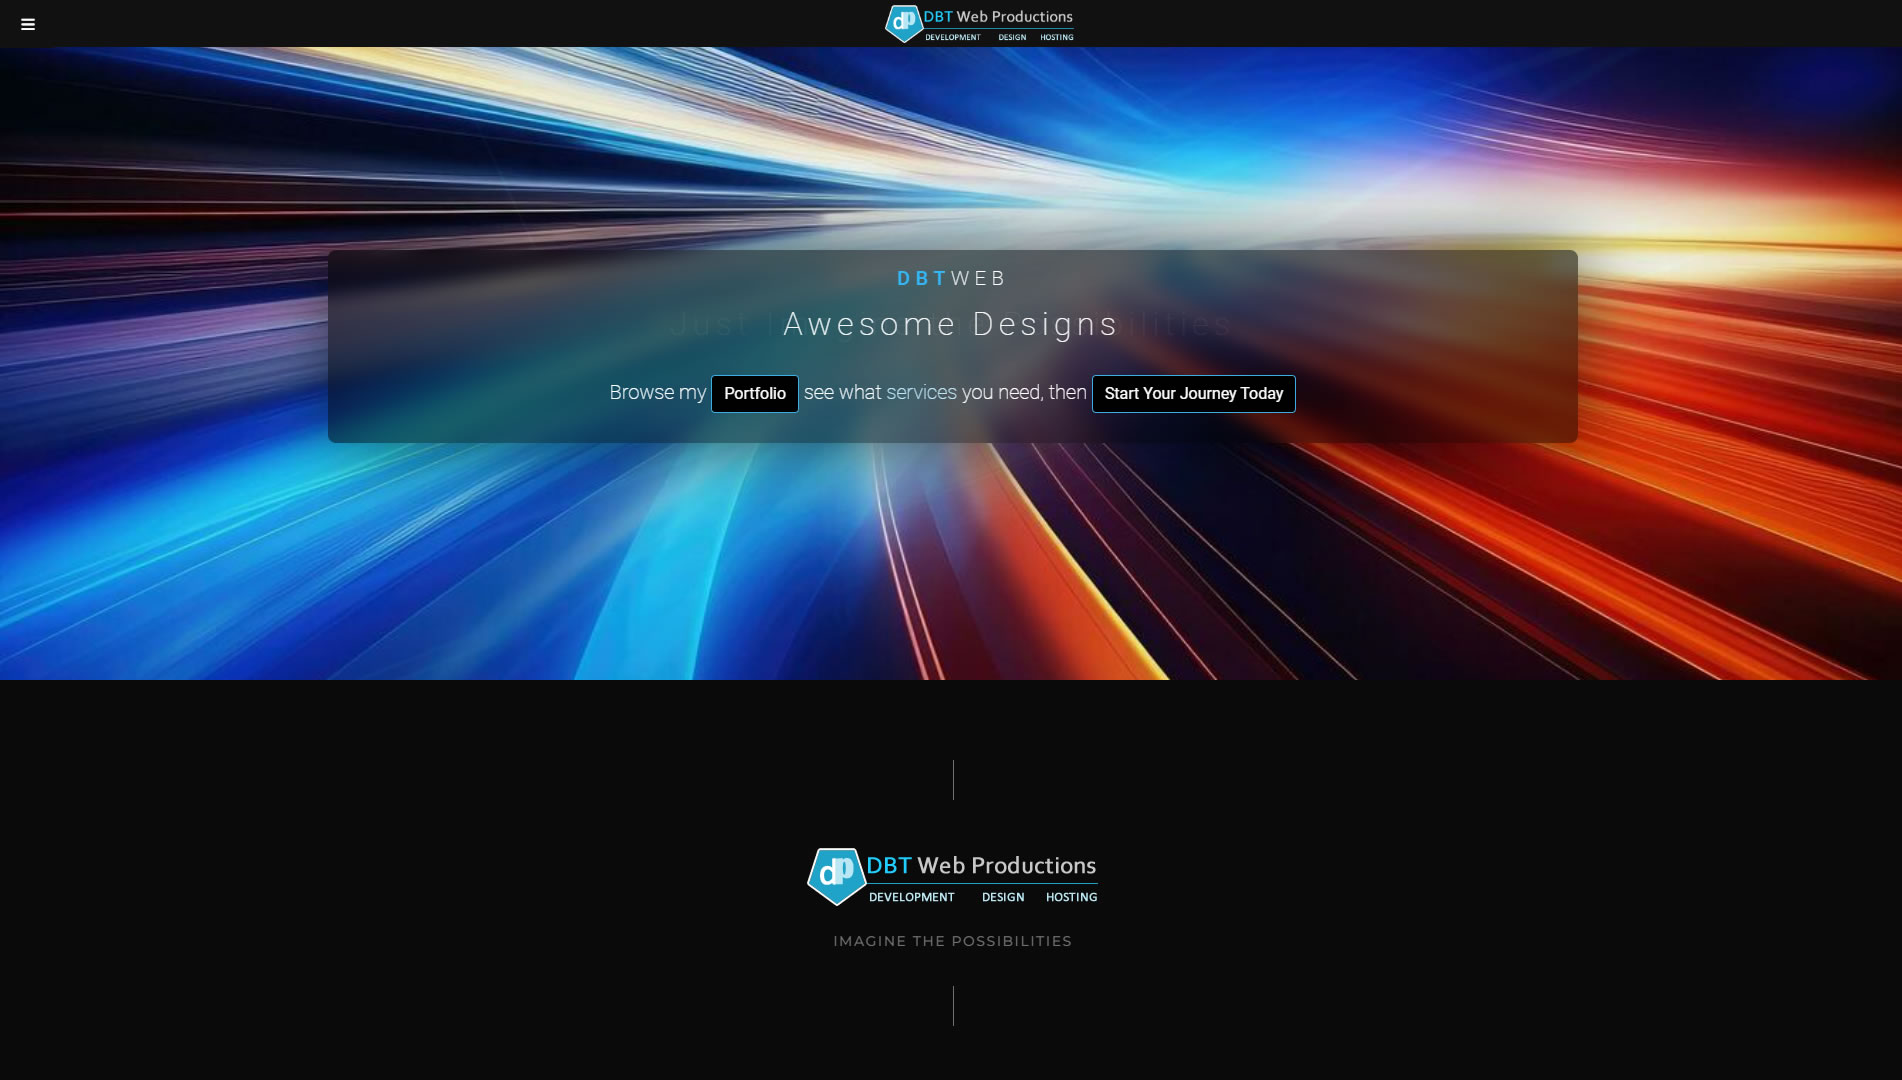 dp DBT Web Productions
DEVELOPMENT DESIGN HOSTING
DBTWEB
Awesome Designs
Browse my Portfolio see what services you need, then Start Your Journey Today
dp DBT Web Productions
DEVELOPMENT DESIGN HOSTING
IMAGINE THE POSSIBILITIES